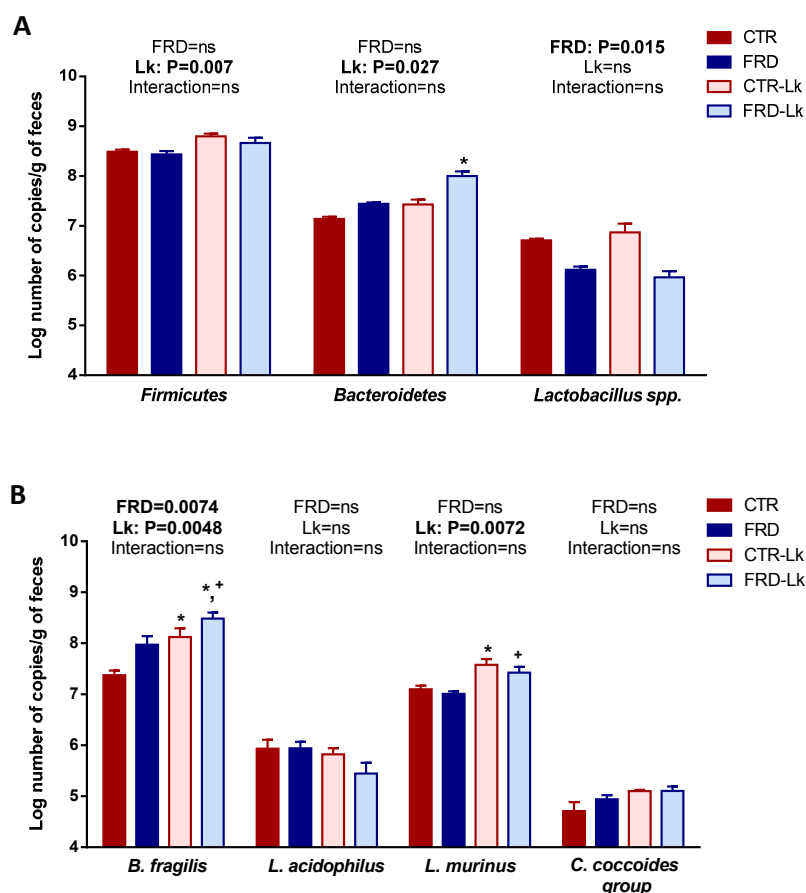 A
FRD=ns
Lk: P=0.007
Interaction=ns
FRD=ns
Lk: P=0.027
Interaction=ns
FRD: P=0.015
Lk=ns
Interaction=ns
CTR
FRD
CTR-Lk
FRD-Lk
Log number of copies/g of feces
10
9
8
7
6
5
4
*
Firmicutes
Bacteroidetes
Lactobacillus spp.
B
FRD=0.0074
Lk: P=0.0048
Interaction=ns
FRD=ns
Lk=ns
Interaction=ns
FRD=ns
Lk: P=0.0072
Interaction=ns
FRD=ns
Lk=ns
Interaction=ns
CTR
FRD
CTR-Lk
FRD-Lk
Log number of copies/g of feces
10
9
8
7
6
5
4
*
*,+
*
+
B. fragilis
L. acidophilus
L. murinus
C. coccoides
group